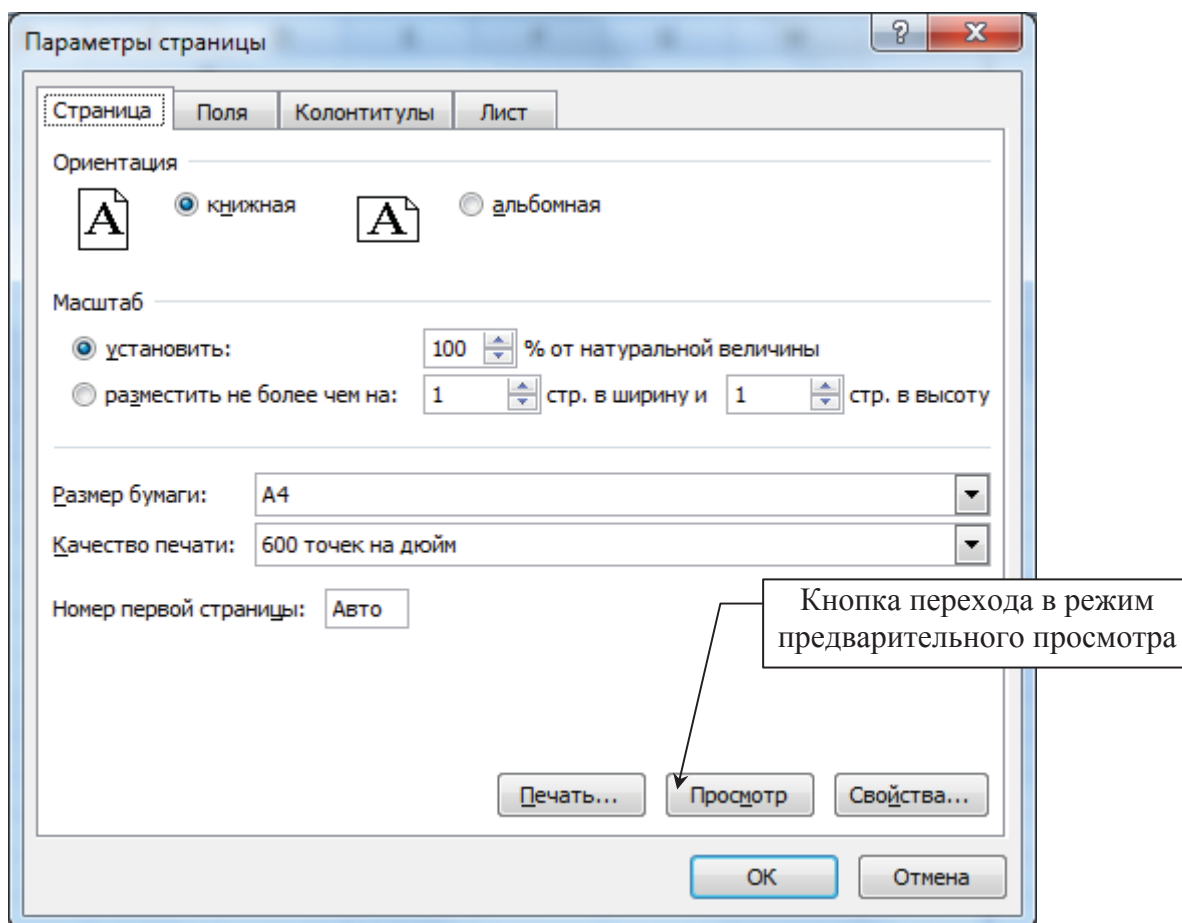 Параметры страницы
Страница Поля Колонтитулы Лист
Ориентация
A книжная A альбомная
Масштаб
установить: 100 % от натуральной величины
разместить не более чем на: 1 стр. в ширину и 1 стр. в высоту
Размер бумаги: A4
Качество печати: 600 точек на дюйм
Номер первой страницы: Авто
Кнопка перехода в режим
предварительного просмотра
Печать... Просмотр Свойства...
ОК Отмена